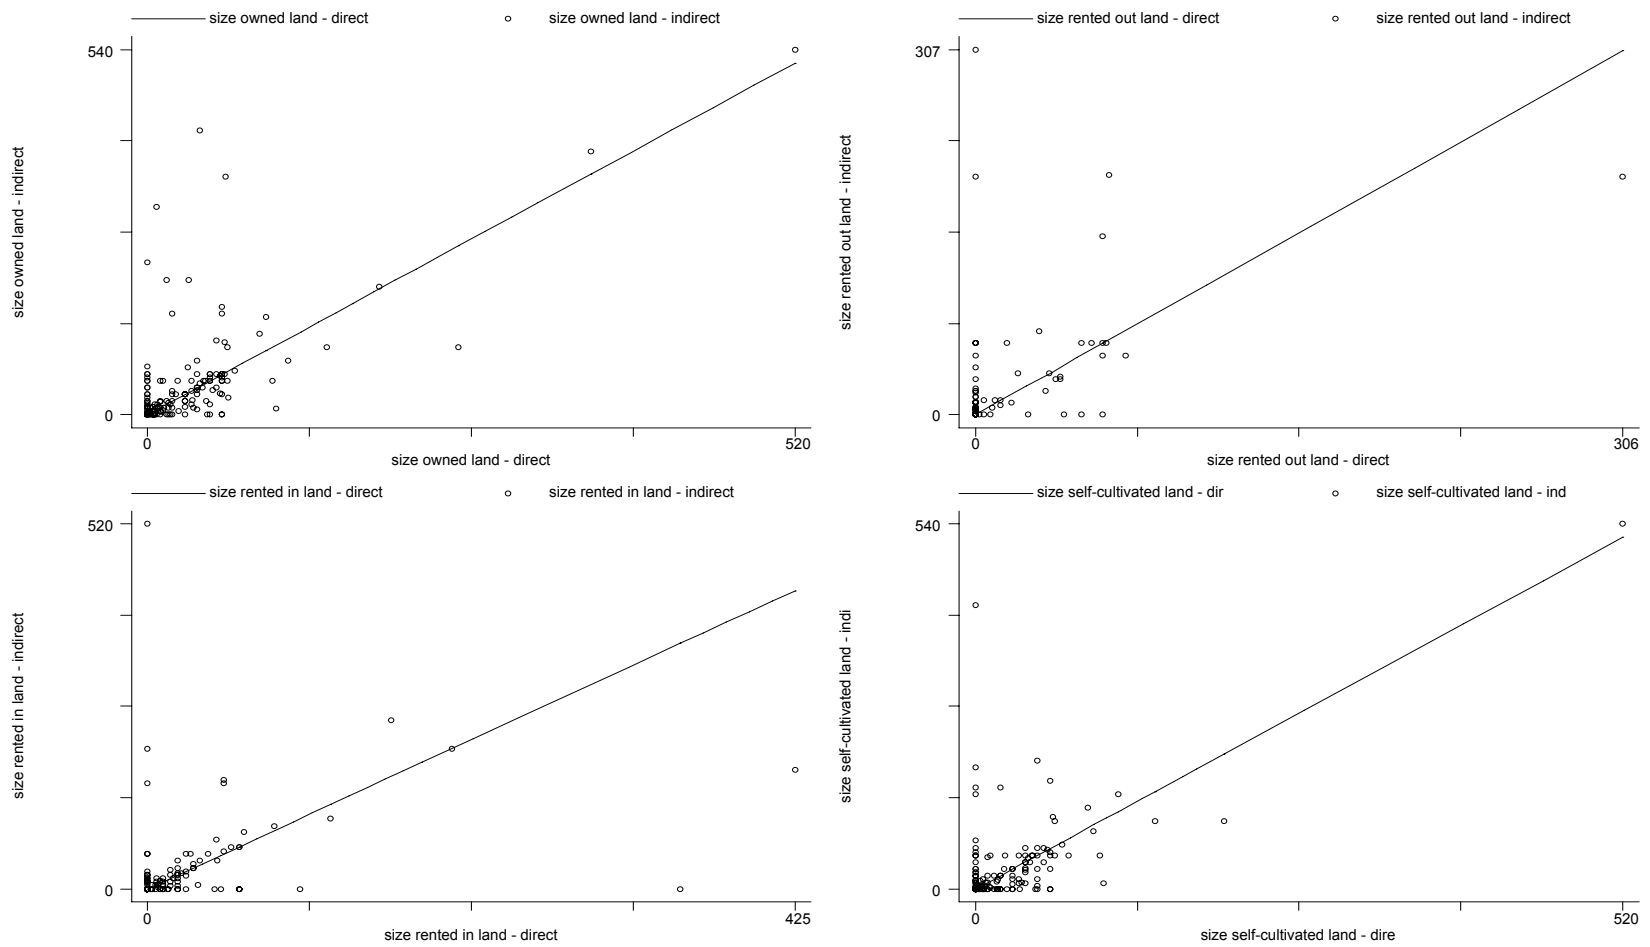 size owned land - direct
size owned land - indirect
540
0
size owned land - indirect
0
520
size owned land - direct
size rented out land - direct
size rented out land - indirect
307
0
size rented out land - indirect
0
306
size rented out land - direct
size rented in land - direct
size rented in land - indirect
520
0
size rented in land - indirect
0
425
size rented in land - direct
size self-cultivated land - dir
size self-cultivated land - ind
540
0
size self-cultivated land - indi
0
520
size self-cultivated land - dire